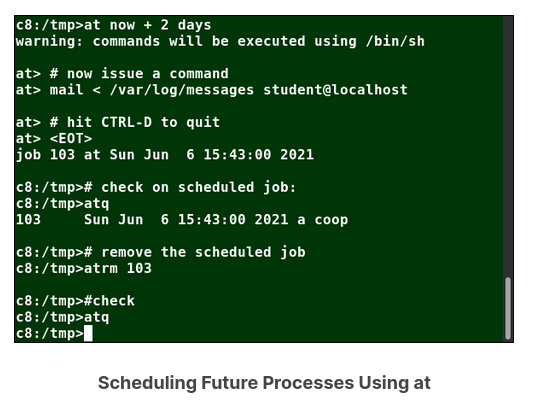 c8:/tmp>at now + 2 days
warning: commands will be executed using /bin/sh
at> # now issue a command
at> mail < /var/log/messages student@localhost
at> # hit CTRL-D to quit
at> <EOT>
job 103 at Sun Jun  6 15:43:00 2021
c8:/tmp># check on scheduled job:
c8:/tmp>atq
103     Sun Jun  6 15:43:00 2021 a coop
c8:/tmp># remove the scheduled job
c8:/tmp>atrm 103
c8:/tmp>#check
c8:/tmp>atq
c8:/tmp>
Scheduling Future Processes Using at